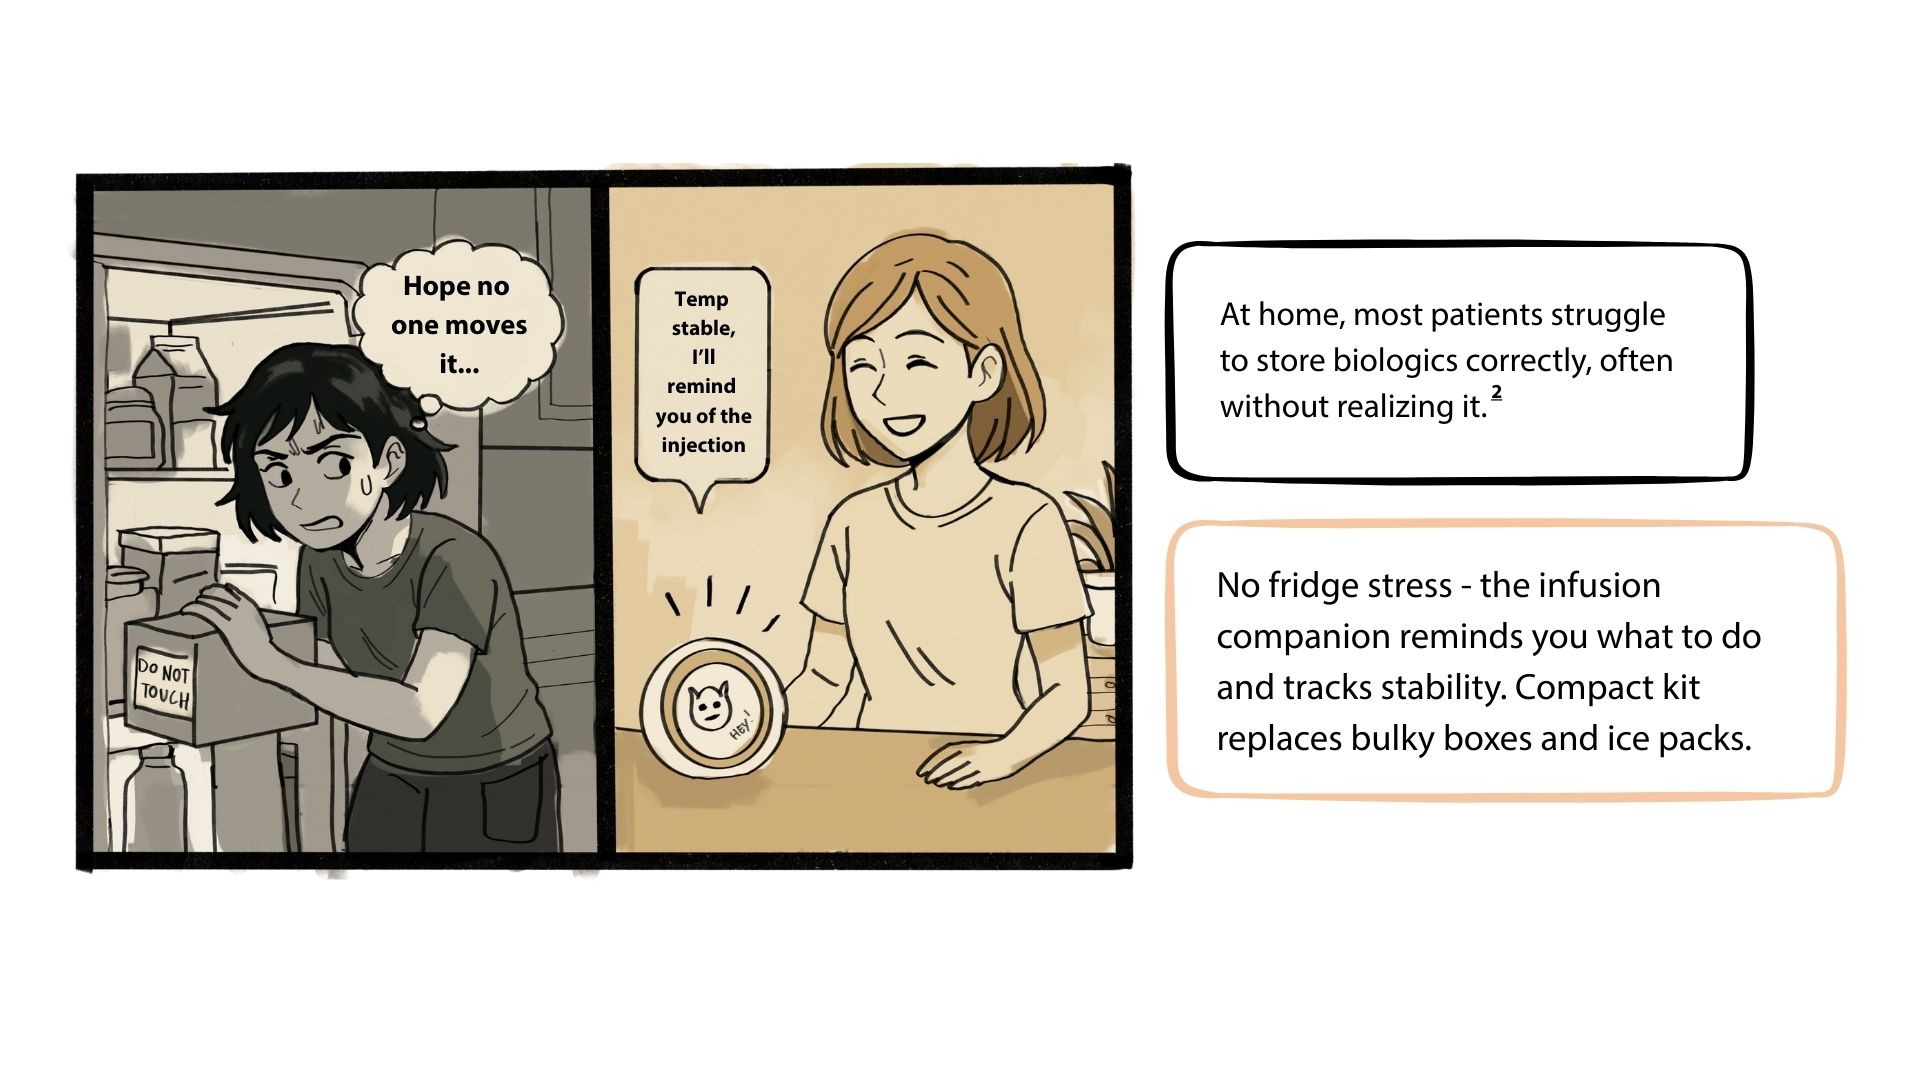 Hope no
one moves
it...
DO NOT
TOUCH
Temp
stable,
I'll
remind
you of the
injection
HEY!
At home, most patients struggle
to store biologics correctly, often
without realizing it. 2
No fridge stress - the infusion
companion reminds you what to do
and tracks stability. Compact kit
replaces bulky boxes and ice packs.